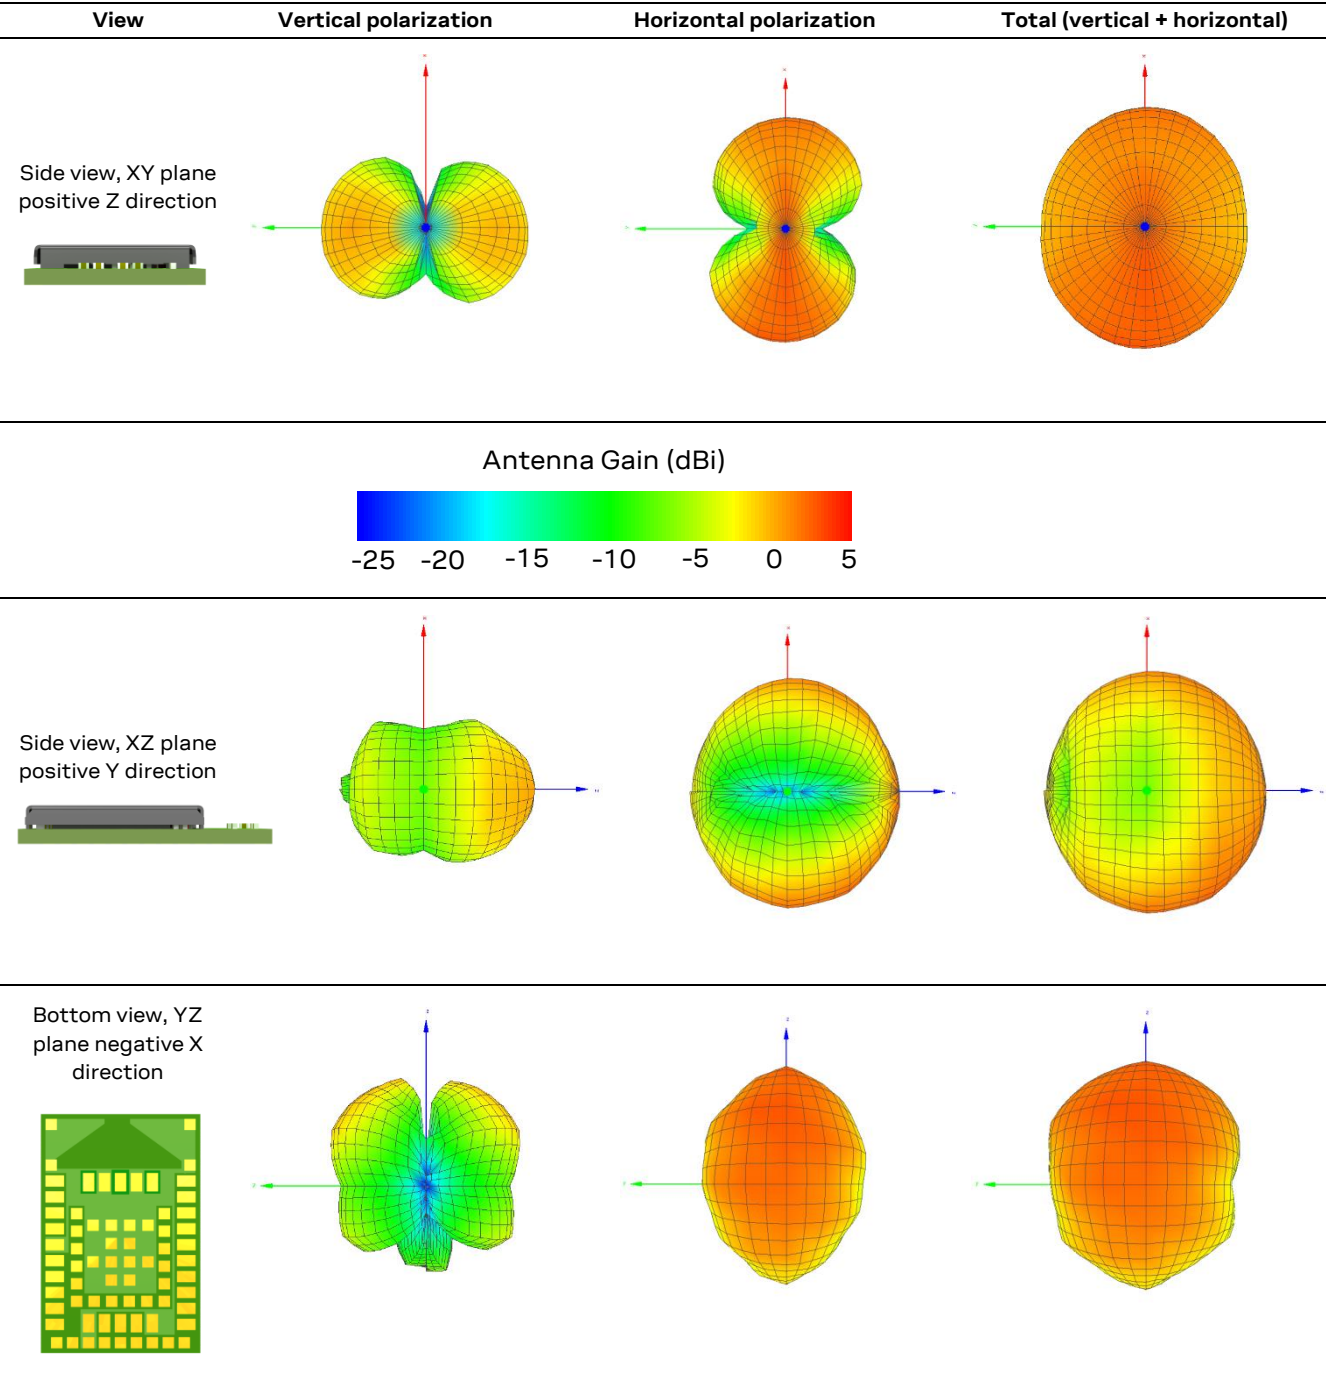 View Vertical polarization Horizontal polarization Total (vertical + horizontal)
Side view, XY plane
positive Z direction
Antenna Gain (dBi)
-25 -20 -15 -10 -5 0 5
Side view, XZ plane
positive Y direction
Bottom view, YZ
plane negative X
direction